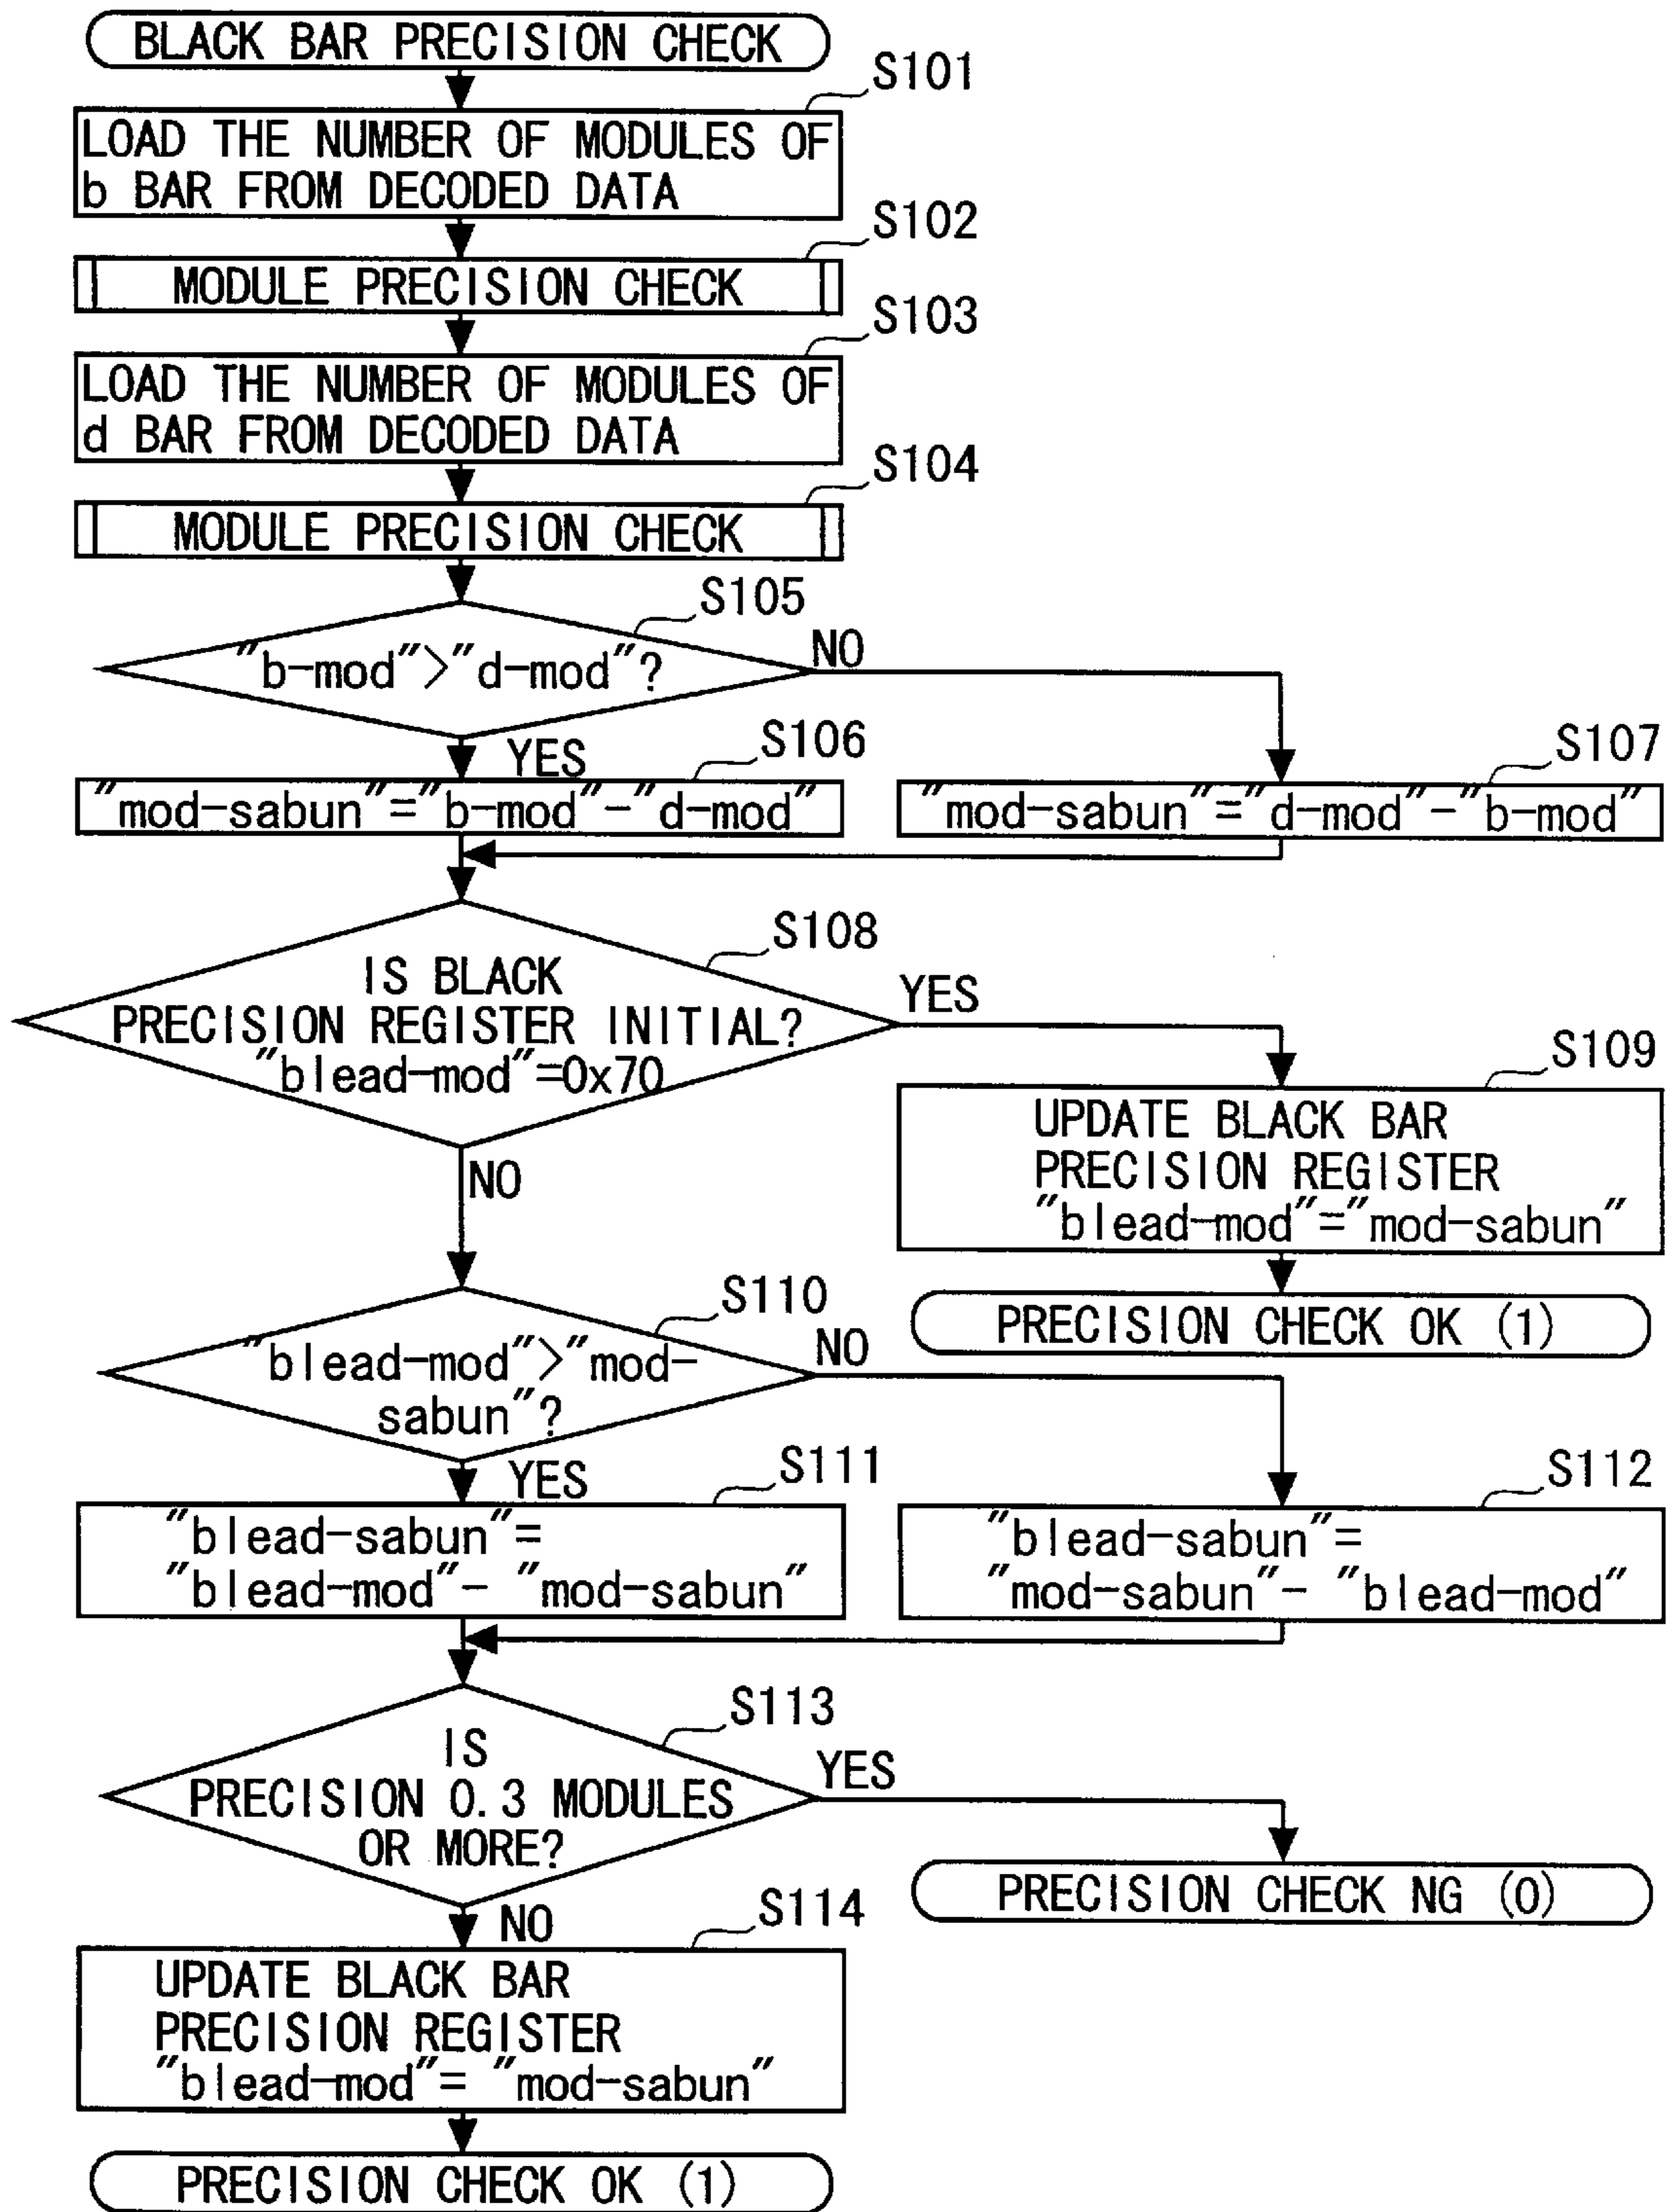 BLACK BAR PRECISION CHECK
S101
LOAD THE NUMBER OF MODULES OF
b BAR FROM DECODED DATA
S102
MODULE PRECISION CHECK
S103
LOAD THE NUMBER OF MODULES OF
d BAR FROM DECODED DATA
S104
MODULE PRECISION CHECK
S105
"b-mod">"d-mod"?
NO
YES
S106
"mod-sabun"="b-mod"-"d-mod"
S107
"mod-sabun"="d-mod"-"b-mod"
S108
IS BLACK
PRECISION REGISTER INITIAL?
"blead-mod"=0x70
YES
NO
S109
UPDATE BLACK BAR
PRECISION REGISTER
"blead-mod"="mod-sabun"
PRECISION CHECK OK (1)
S110
"blead-mod">"mod-
sabun"?
NO
YES
S111
"blead-sabun"=
"blead-mod"- "mod-sabun"
S112
"blead-sabun"=
"mod-sabun"- "blead-mod"
S113
IS
PRECISION 0.3 MODULES
OR MORE?
YES
PRECISION CHECK NG (0)
NO
S114
UPDATE BLACK BAR
PRECISION REGISTER
"blead-mod"= "mod-sabun"
PRECISION CHECK OK (1)